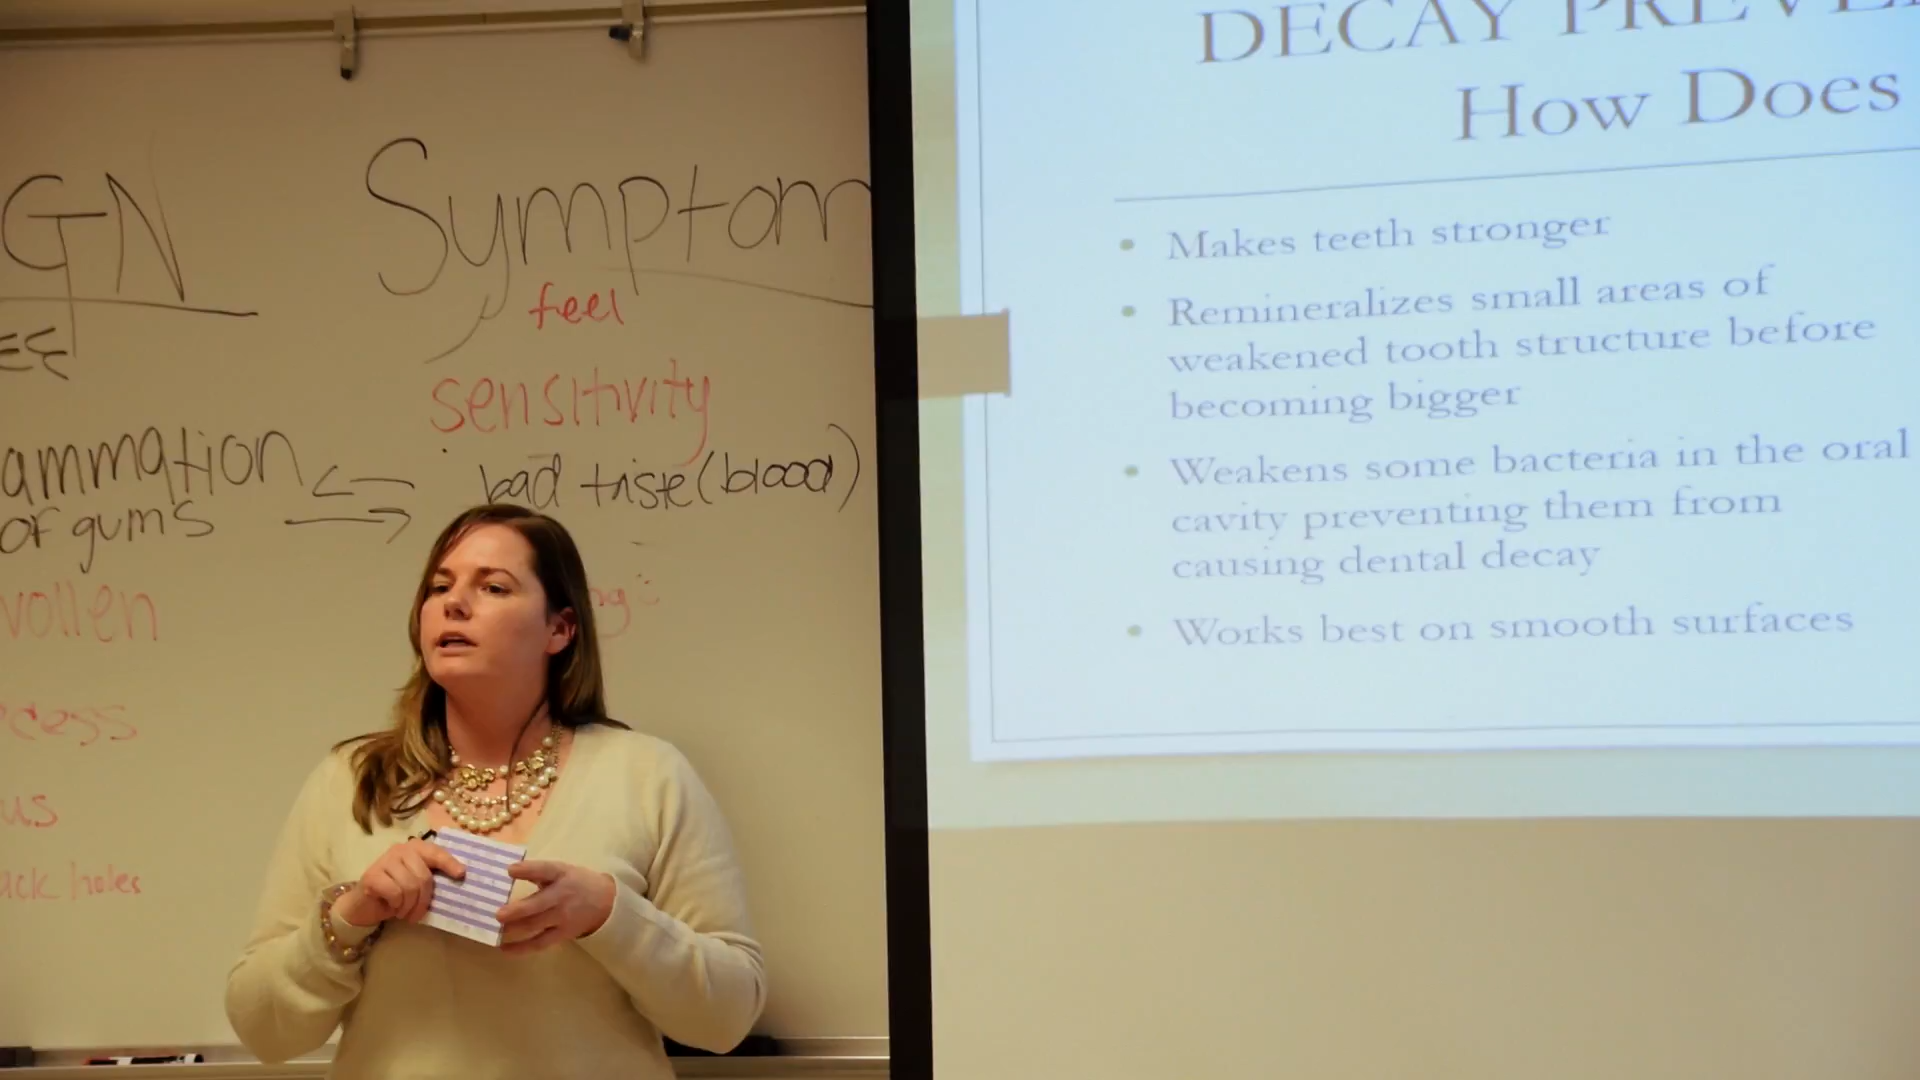 GN
Symptom
feel
sensitivity
ammation
bad taste (blood)
of gums
wollen
cess
us
ack holes
DECAY PREVE
How Does
• Makes teeth stronger
• Remineralizes small areas of
weakened tooth structure before
becoming bigger
• Weakens some bacteria in the oral
cavity preventing them from
causing dental decay
• Works best on smooth surfaces